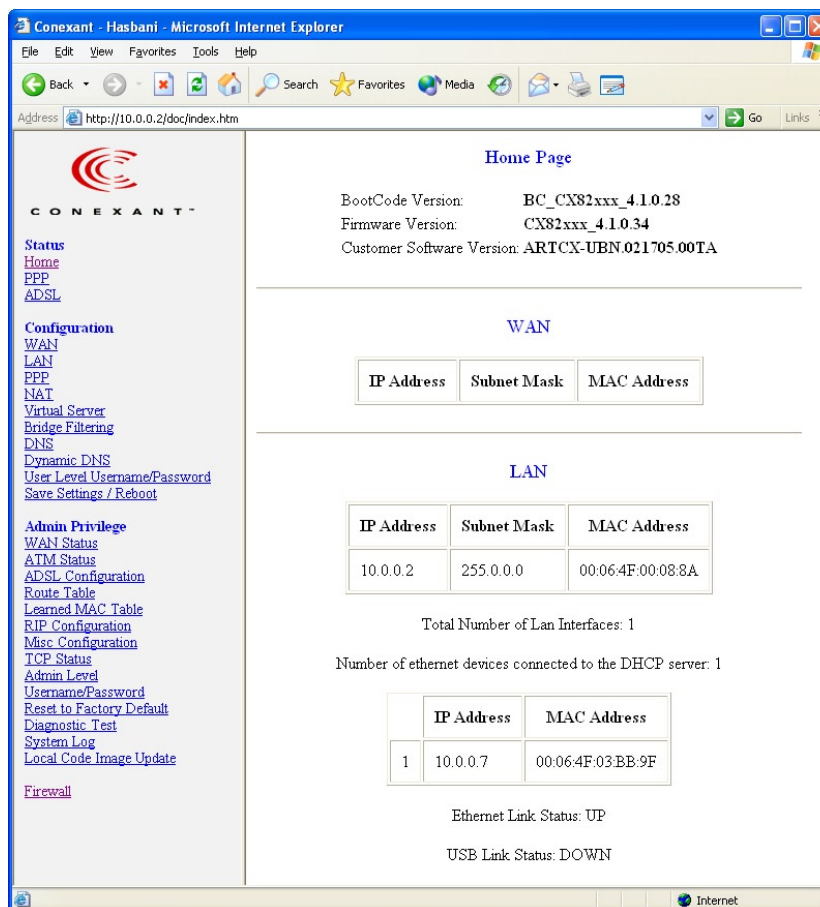 Conexant - Hasbani - Microsoft Internet Explorer
File Edit View Favorites Tools Help
Back Search Favorites Media
Address http://10.0.0.2/doc/index.htm Go Links
CONEXANT™
Status
Home
PPP
ADSL
Configuration
WAN
LAN
PPP
NAT
Virtual Server
Bridge Filtering
DNS
Dynamic DNS
User Level Username/Password
Save Settings / Reboot
Admin Privilege
WAN Status
ATM Status
ADSL Configuration
Route Table
Learned MAC Table
RIP Configuration
Misc Configuration
TCP Status
Admin Level
Username/Password
Reset to Factory Default
Diagnostic Test
System Log
Local Code Image Update
Firewall
Home Page
BootCode Version: BC_CX82xxx_4.1.0.28
Firmware Version: CX82xxx_4.1.0.34
Customer Software Version: ARTCX-UBN.021705.00TA
WAN
IP Address Subnet Mask MAC Address
LAN
IP Address Subnet Mask MAC Address
10.0.0.2 255.0.0.0 00:06:4F:00:08:8A
Total Number of Lan Interfaces: 1
Number of ethernet devices connected to the DHCP server: 1
IP Address MAC Address
1 10.0.0.7 00:06:4F:03:BB:9F
Ethernet Link Status: UP
USB Link Status: DOWN
Internet